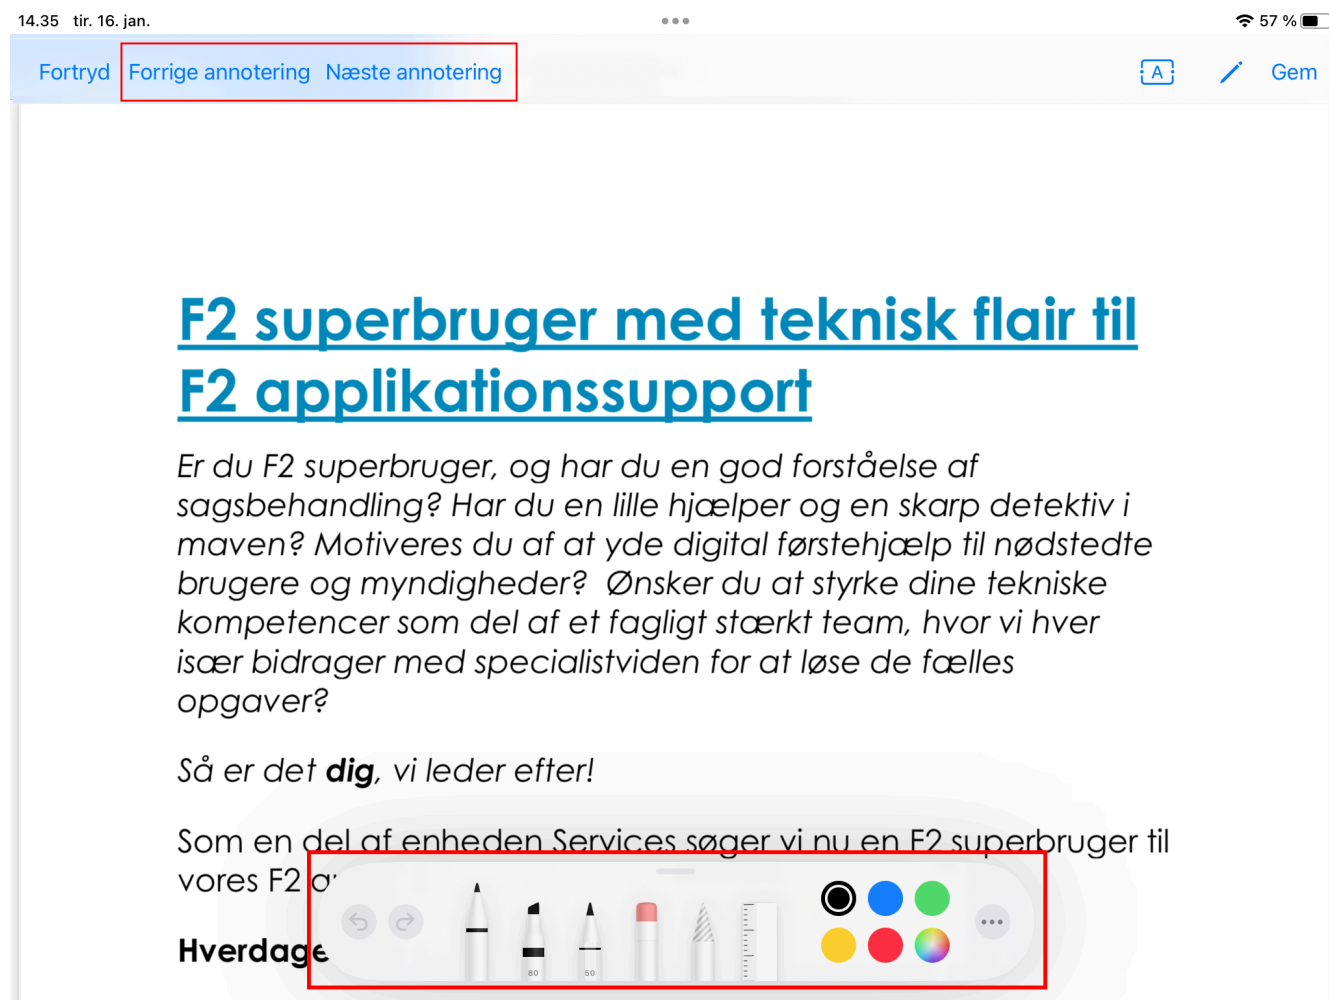 14.35 tir. 16. jan.
57 %
Fortryd Forrige annotering Næste annotering A Gem
F2 superbruger med teknisk flair til
F2 applikationssupport
Er du F2 superbruger, og har du en god forståelse af
sagsbehandling? Har du en lille hjælper og en skarp detektiv i
maven? Motiveres du af at yde digital førstehjælp til nødstedte
brugere og myndigheder? Ønsker du at styrke dine tekniske
kompetencer som del af et fagligt stærkt team, hvor vi hver
især bidrager med specialistviden for at løse de fælles
opgaver?
Så er det dig, vi leder efter!
Som en del af enheden Services søger vi nu en F2 superbruger til
vores F2
80 50